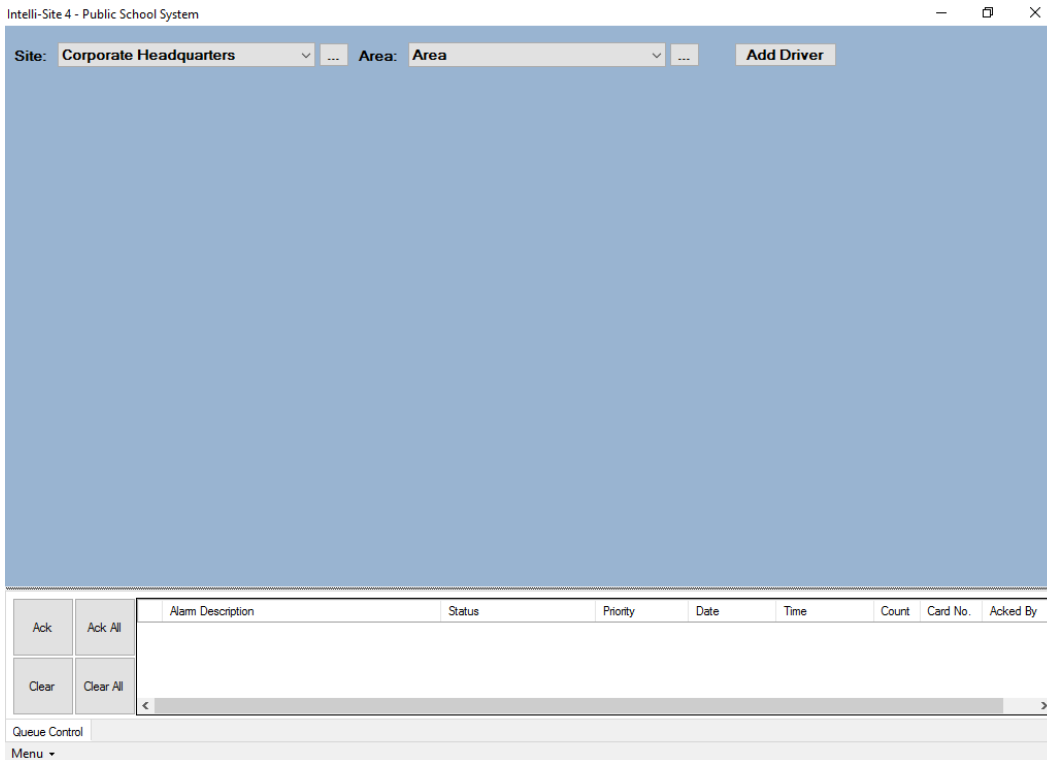 Intelli-Site 4 - Public School System
Site: Corporate Headquarters ... Area: Area ... Add Driver
Alarm Description Status Priority Date Time Count Card No. Acked By
Ack Ack All
Clear Clear All
Queue Control
Menu